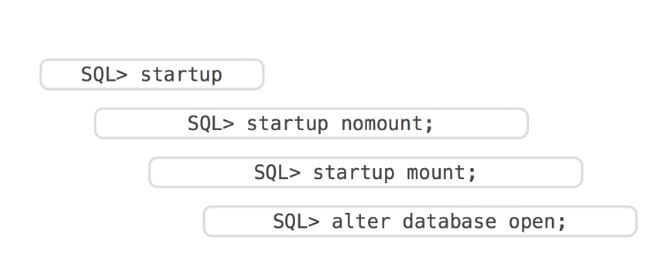 SQL> startup
SQL> startup nomount;
SQL> startup mount;
SQL> alter database open;